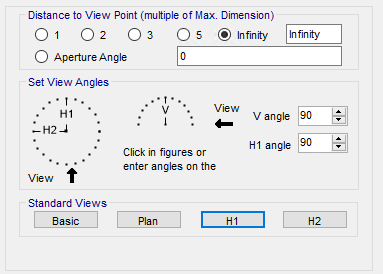 Distance to View Point (multiple of Max. Dimension)
1 2 3 5 Infinity Infinity
Aperture Angle 0
Set View Angles
H1
H2
View
V
View
Click in figures or
enter angles on the
V angle 90
H1 angle 90
Standard Views
Basic Plan H1 H2